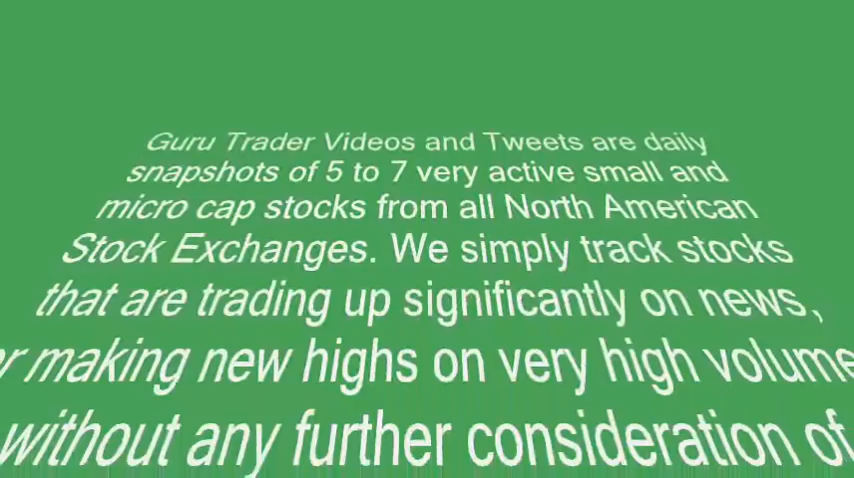 Guru Trader Videos and Tweets are daily
snapshots of 5 to 7 very active small and
micro cap stocks from all North American
Stock Exchanges. We simply track stocks
that are trading up significantly on news,
or making new highs on very high volume
without any further consideration of